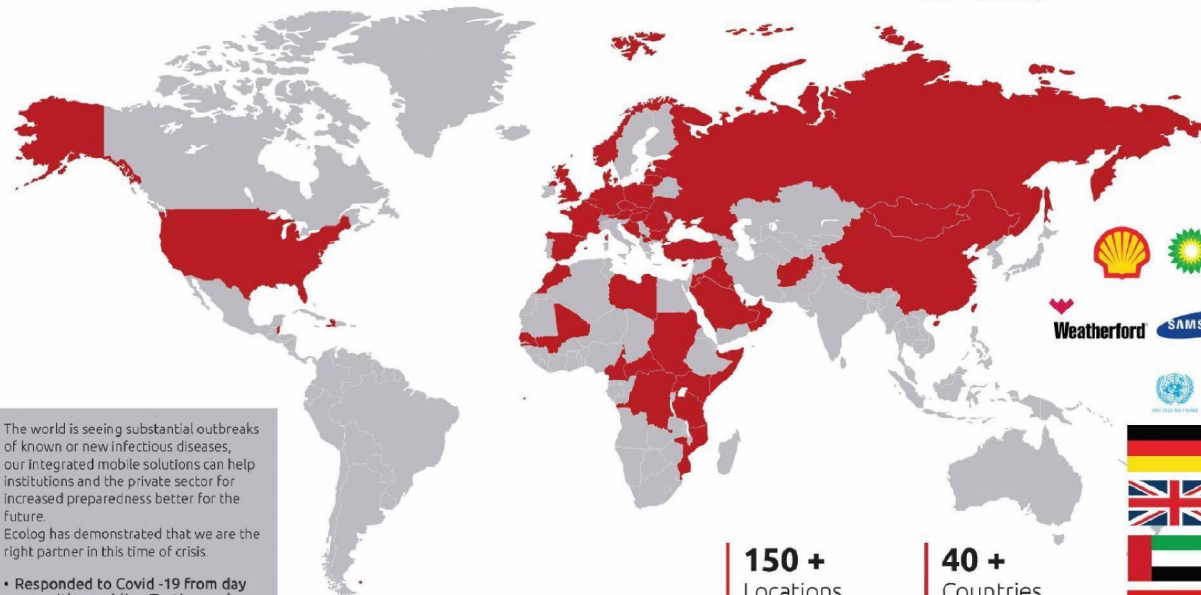 Weatherford
SAMS
UNITED NATIONS
The world is seeing substantial outbreaks
of known or new infectious diseases,
our integrated mobile solutions can help
institutions and the private sector for
increased preparedness better for the
future.
Ecolog has demonstrated that we are the
right partner in this time of crisis
• Responded to Covid -19 from day
150 +
Locations
40 +
Countries